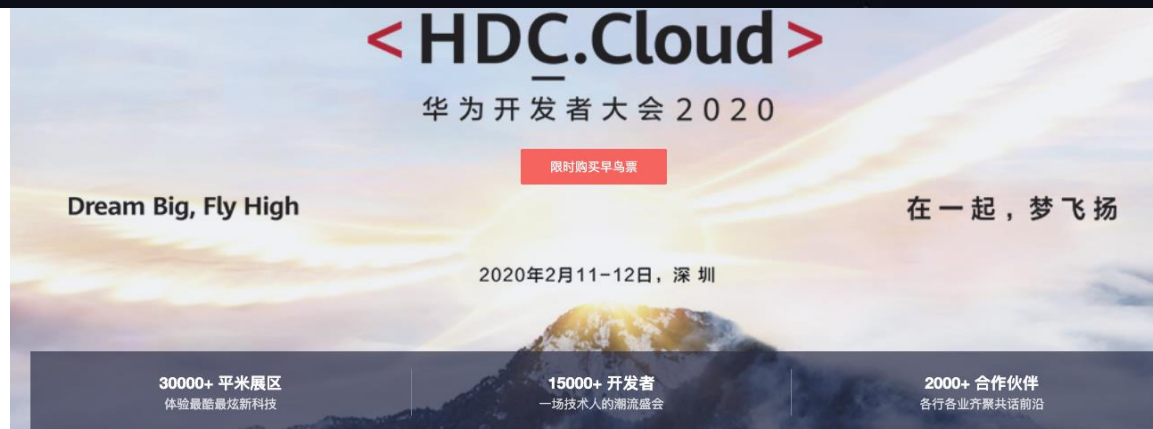 <HDC.Cloud>
华为开发者大会2020
限时购买早鸟票
Dream Big, Fly High
在一起，梦飞扬
2020年2月11-12日，深圳
30000+ 平米展区
体验最酷最炫新科技
15000+ 开发者
一场技术人的潮流盛会
2000+ 合作伙伴
各行各业齐聚共话前沿